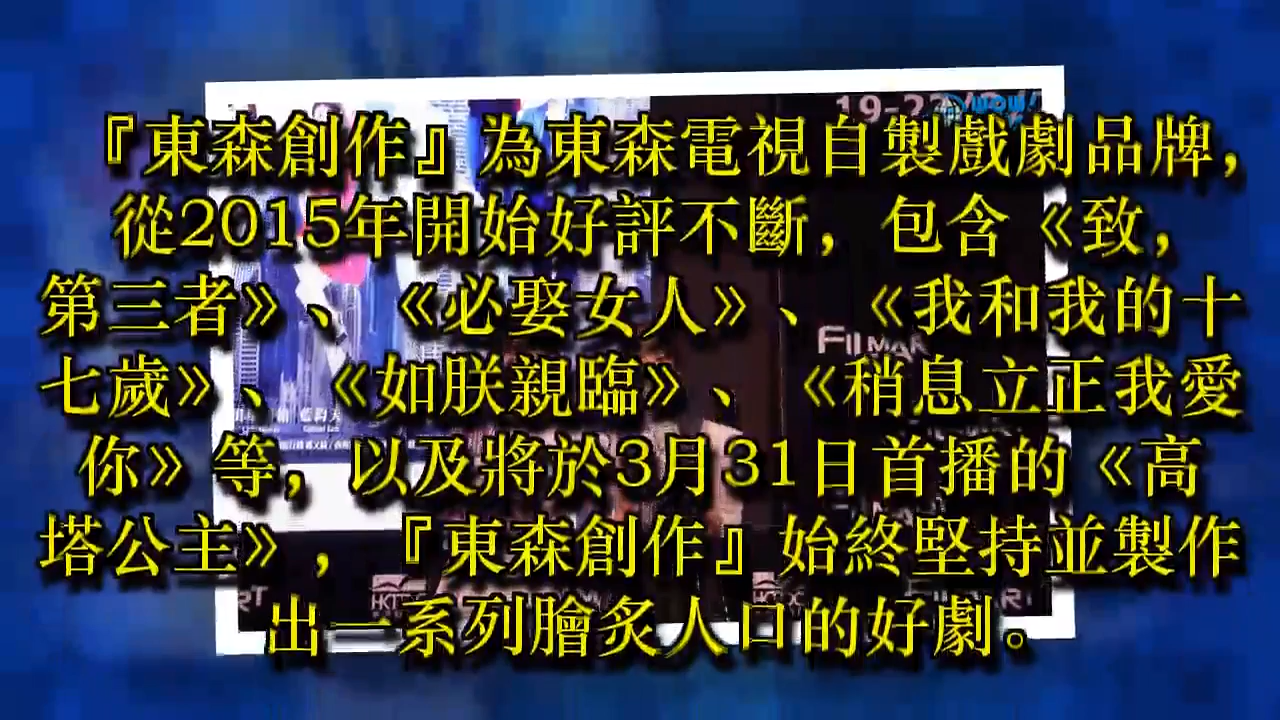 『東森創作』為東森電視自製戲劇品牌，
從2015年開始好評不斷，包含《致，
第三者》、《必娶女人》、《我和我的十
七歲》、《如朕親臨》、《稍息立正我愛
你》等，以及將於3月31日首播的《高
塔公主》，『東森創作』始終堅持並製作
出一系列膾炙人口的好劇。
FILMAR